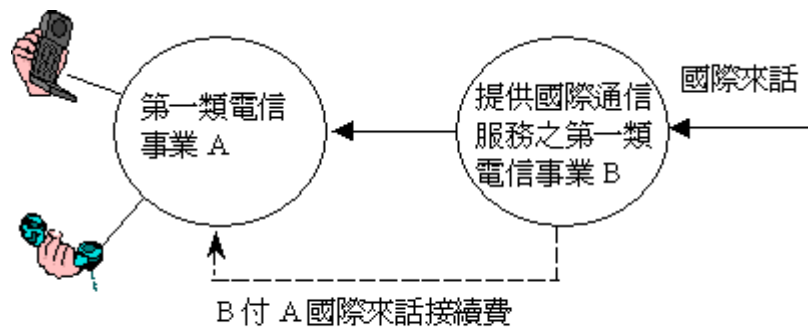 第一類電信
事業 A
提供國際通信
服務之第一類
電信事業 B
國際來話
B 付 A 國際來話接續費